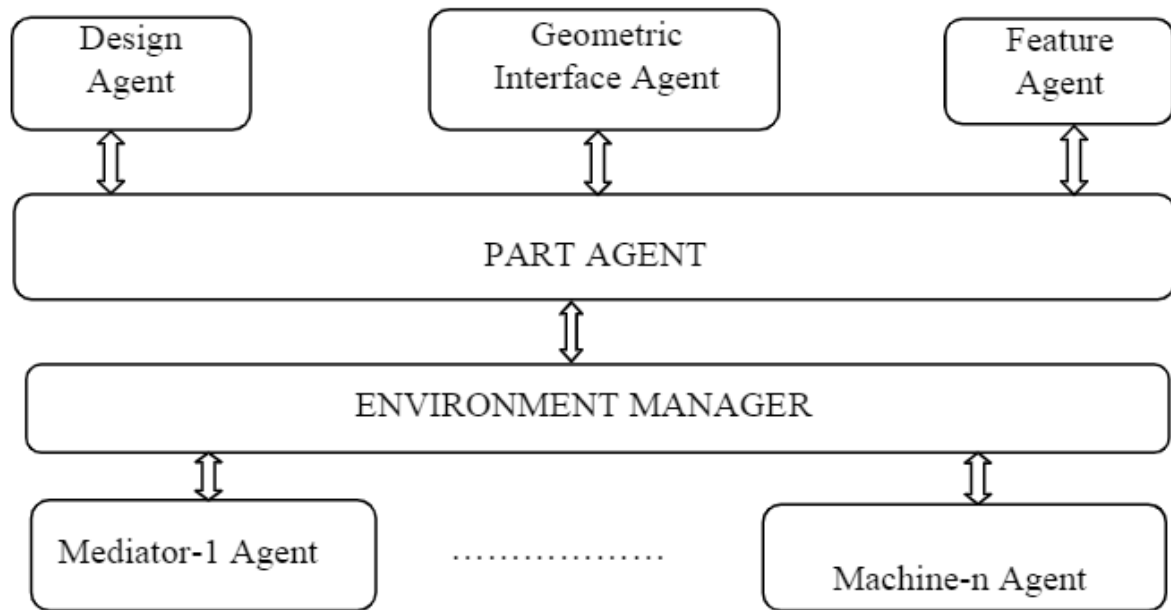 Design
Agent
Geometric
Interface Agent
Feature
Agent
PART AGENT
ENVIRONMENT MANAGER
Mediator-1 Agent
....................
Machine-n Agent